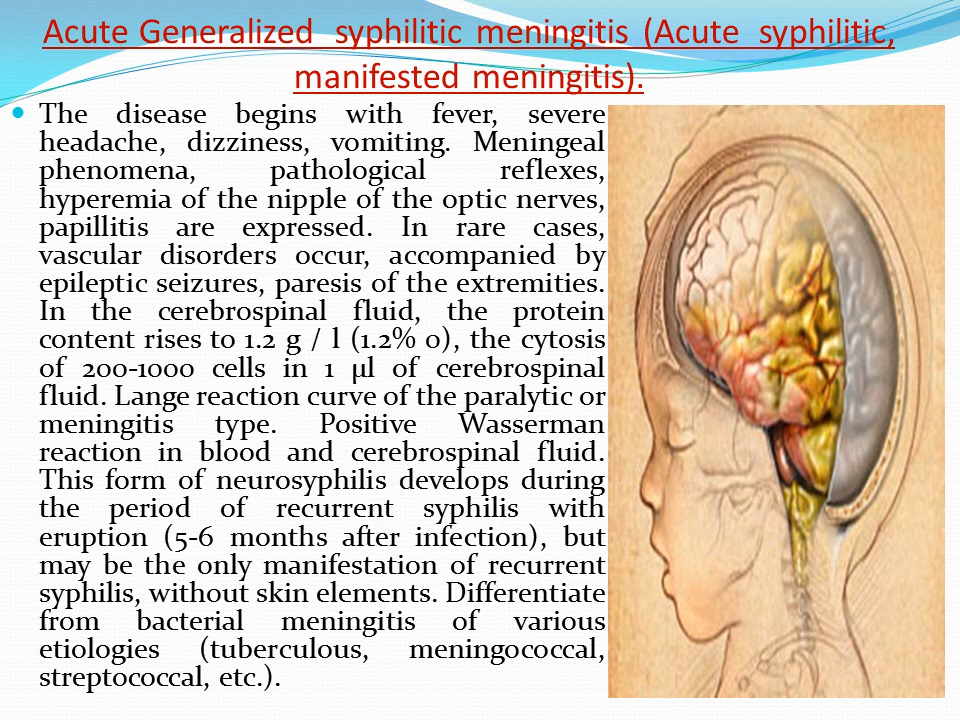 Acute Generalized syphilitic meningitis (Acute syphilitic,
manifested meningitis).
• The disease begins with fever, severe
headache, dizziness, vomiting. Meningeal
phenomena, pathological reflexes,
hyperemia of the nipple of the optic nerves,
papillitis are expressed. In rare cases,
vascular disorders occur, accompanied by
epileptic seizures, paresis of the extremities.
In the cerebrospinal fluid, the protein
content rises to 1.2 g / l (1.2% 0), the cytosis
of 200-1000 cells in 1 μl of cerebrospinal
fluid. Lange reaction curve of the paralytic or
meningitis type. Positive Wasserman
reaction in blood and cerebrospinal fluid.
This form of neurosyphilis develops during
the period of recurrent syphilis with
eruption (5-6 months after infection), but
may be the only manifestation of recurrent
syphilis, without skin elements. Differentiate
from bacterial meningitis of various
etiologies (tuberculous, meningococcal,
streptococcal, etc.).